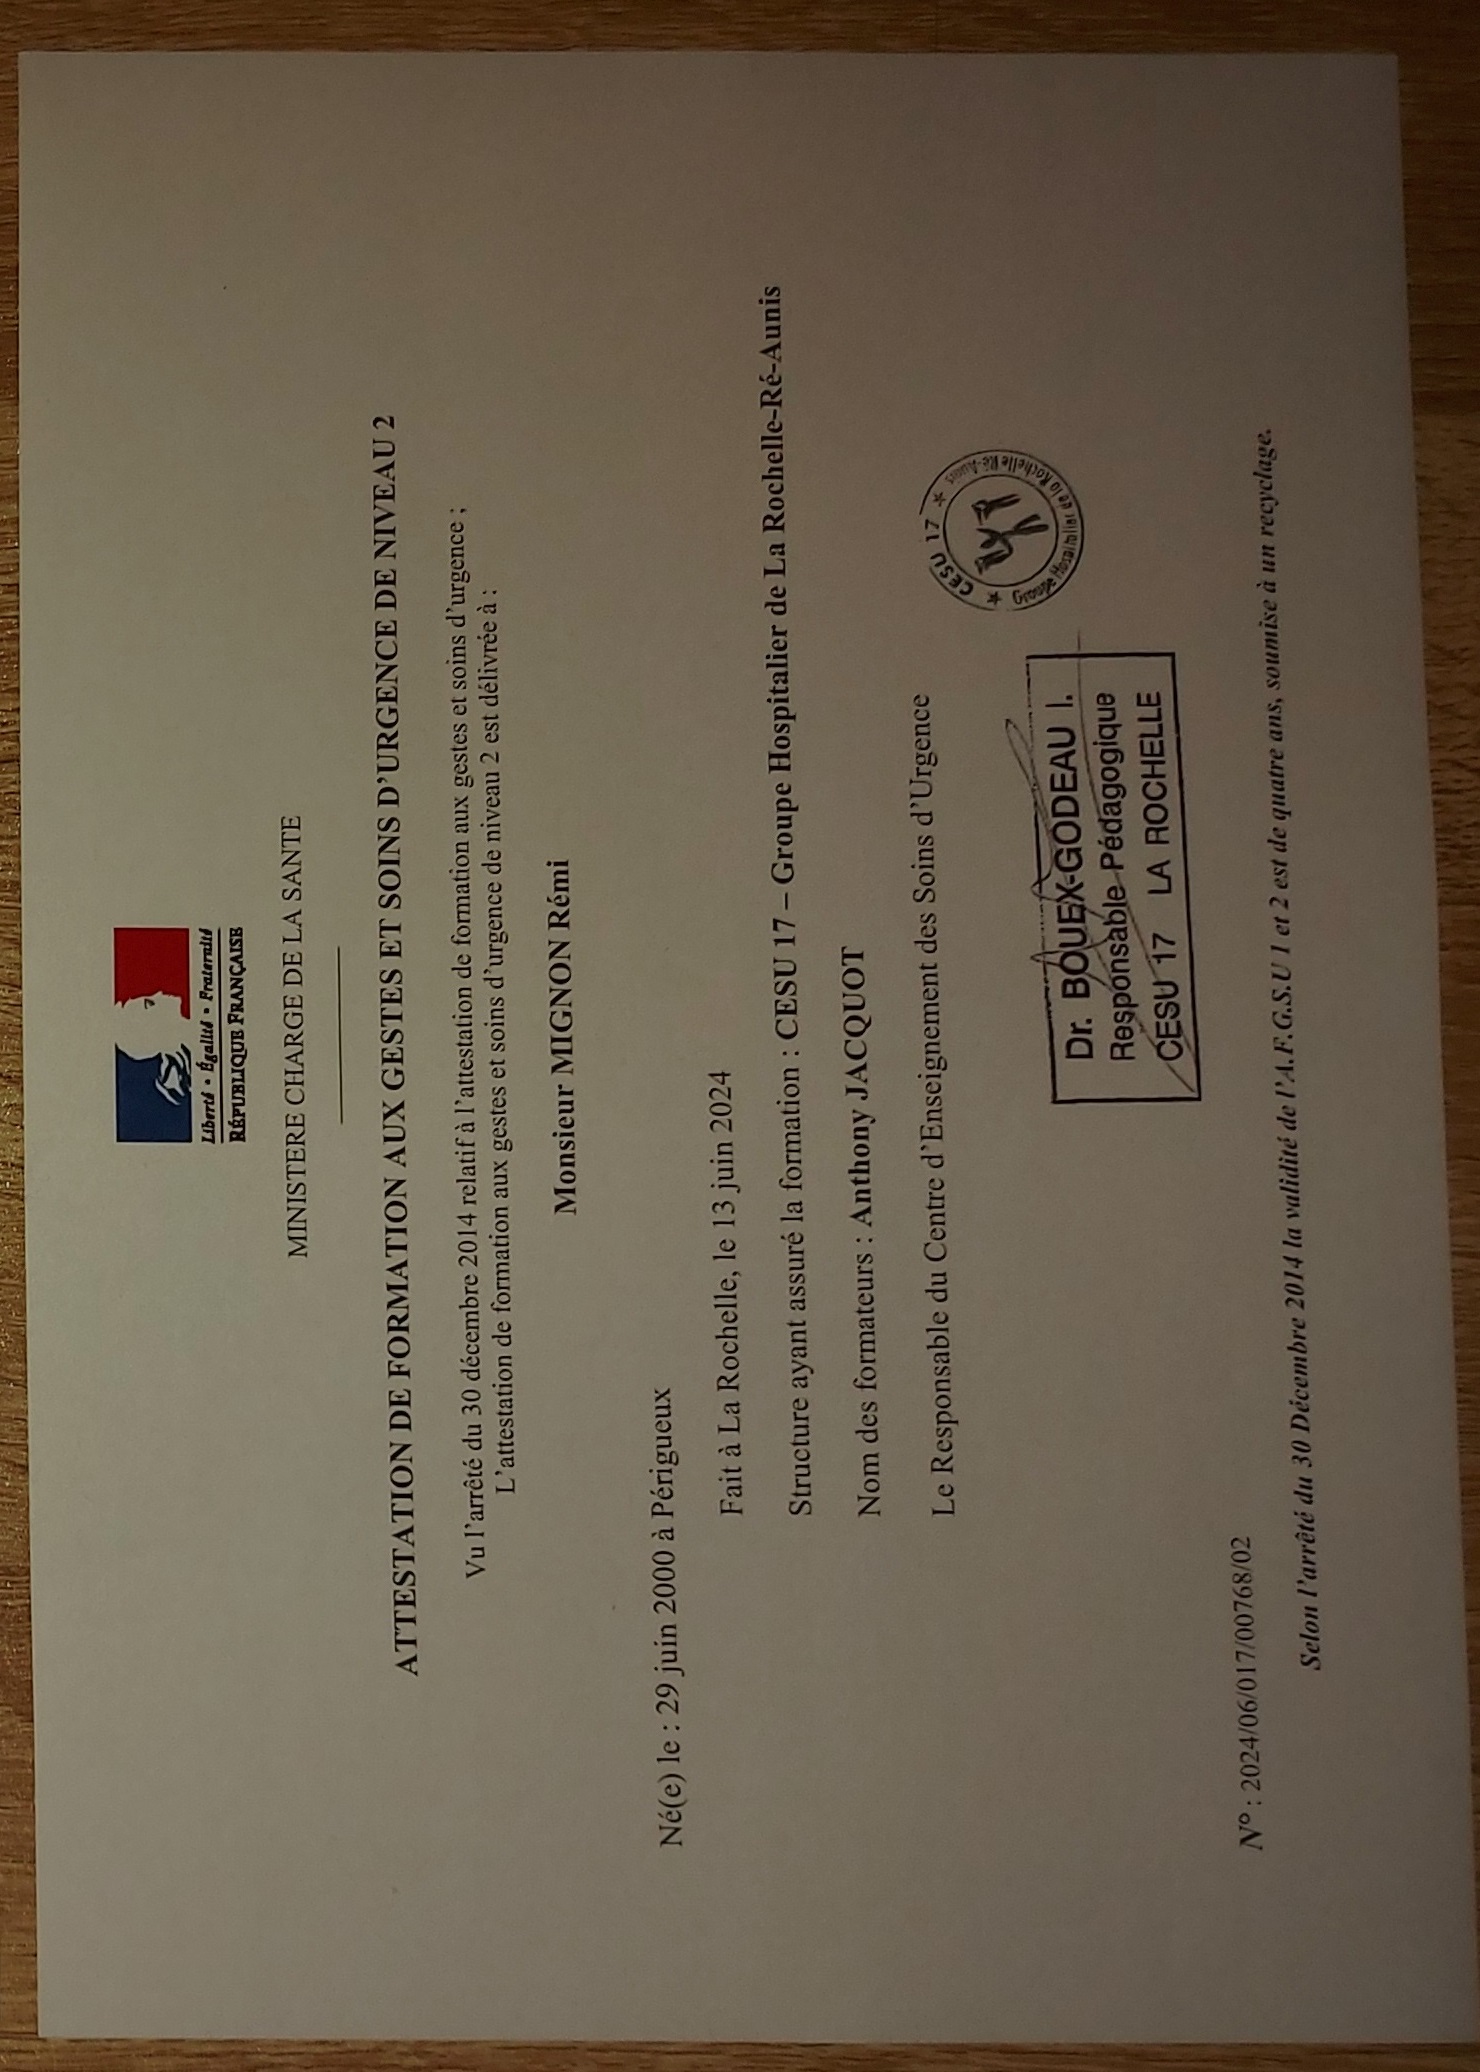 Liberté • Égalité • Fraternité
RÉPUBLIQUE FRANÇAISE
MINISTERE CHARGE DE LA SANTE
ATTESTATION DE FORMATION AUX GESTES ET SOINS D'URGENCE DE NIVEAU 2
Vu l'arrêté du 30 décembre 2014 relatif à l'attestation de formation aux gestes et soins d'urgence ;
L'attestation de formation aux gestes et soins d'urgence de niveau 2 est délivrée à :
Monsieur MIGNON Rémi
Né(e) le : 29 juin 2000 à Périgueux
Fait à La Rochelle, le 13 juin 2024
Structure ayant assuré la formation : CESU 17 – Groupe Hospitalier de La Rochelle-Ré-Aunis
Nom des formateurs : Anthony JACQUOT
Le Responsable du Centre d'Enseignement des Soins d'Urgence
★ CESU 17 ★
Groupe Hospitalier de la Rochelle Ré-Aunis
Dr. BOUEX-GODEAU I.
Responsable Pédagogique
CESU 17 LA ROCHELLE
N° : 2024/06/017/00768/02
Selon l'arrêté du 30 Décembre 2014 la validité de l'A.F.G.S.U 1 et 2 est de quatre ans, soumise à un recyclage.